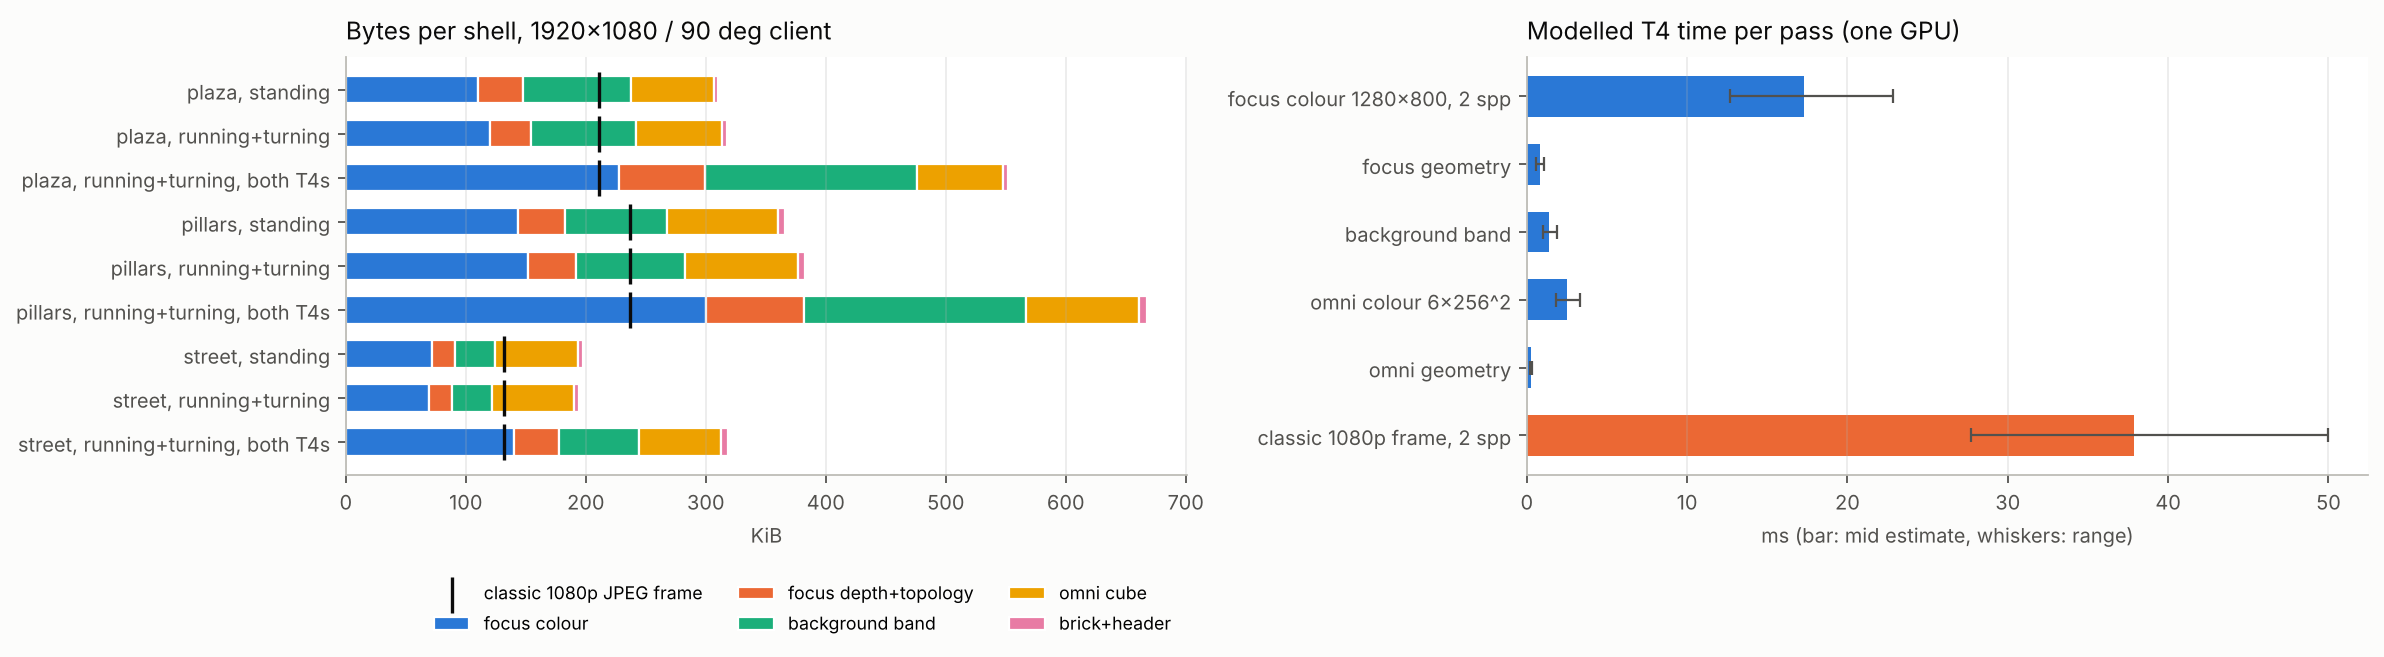 Bytes per shell, 1920×1080 / 90 deg client
plaza, standing
plaza, running+turning
plaza, running+turning, both T4s
pillars, standing
pillars, running+turning
pillars, running+turning, both T4s
street, standing
street, running+turning
street, running+turning, both T4s
0 100 200 300 400 500 600 700
KiB
classic 1080p JPEG frame
focus colour
focus depth+topology
background band
omni cube
brick+header
Modelled T4 time per pass (one GPU)
focus colour 1280×800, 2 spp
focus geometry
background band
omni colour 6×256^2
omni geometry
classic 1080p frame, 2 spp
0 10 20 30 40 50
ms (bar: mid estimate, whiskers: range)